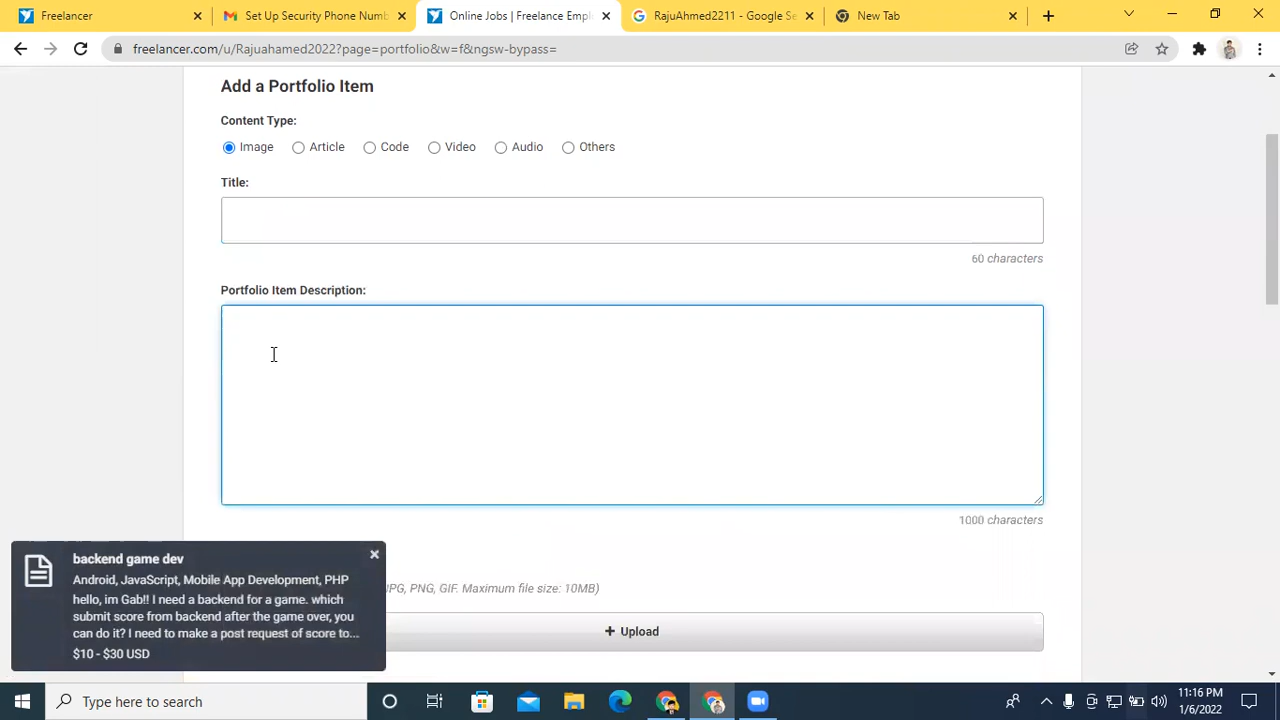 Freelancer
Set Up Security Phone Numb
Online Jobs | Freelance Empl
RajuAhmed2211 - Google Se
New Tab
freelancer.com/u/Rajuahamed2022?page=portfolio&w=f&ngsw-bypass=
Add a Portfolio Item
Content Type:
Image Article Code Video Audio Others
Title:
60 characters
Portfolio Item Description:
1000 characters
backend game dev
Android, JavaScript, Mobile App Development, PHP
hello, im Gab!! I need a backend for a game. which
submit score from backend after the game over, you
can do it? I need to make a post request of score to...
$10 - $30 USD
PG, PNG, GIF. Maximum file size: 10MB)
+ Upload
Type here to search
11:16 PM
1/6/2022